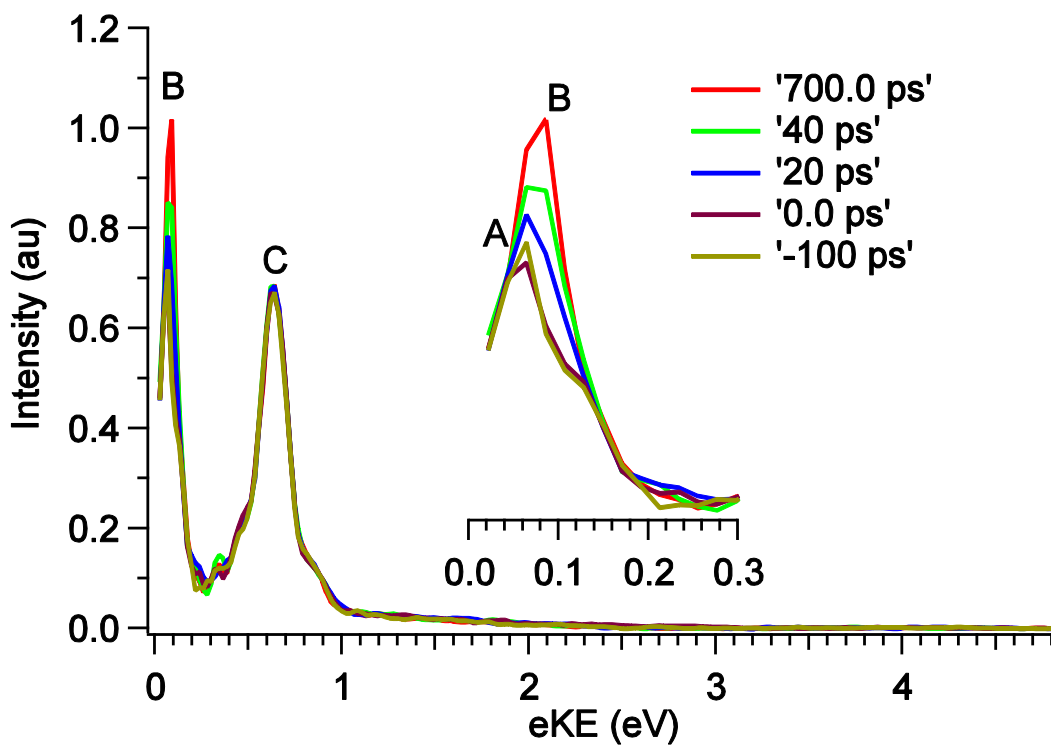 1.2
1.0
0.8
0.6
0.4
0.2
0.0
Intensity (au)
B
C
A
B
'700.0 ps'
'40 ps'
'20 ps'
'0.0 ps'
'-100 ps'
0.0 0.1 0.2 0.3
0 1 2 3 4
eKE (eV)